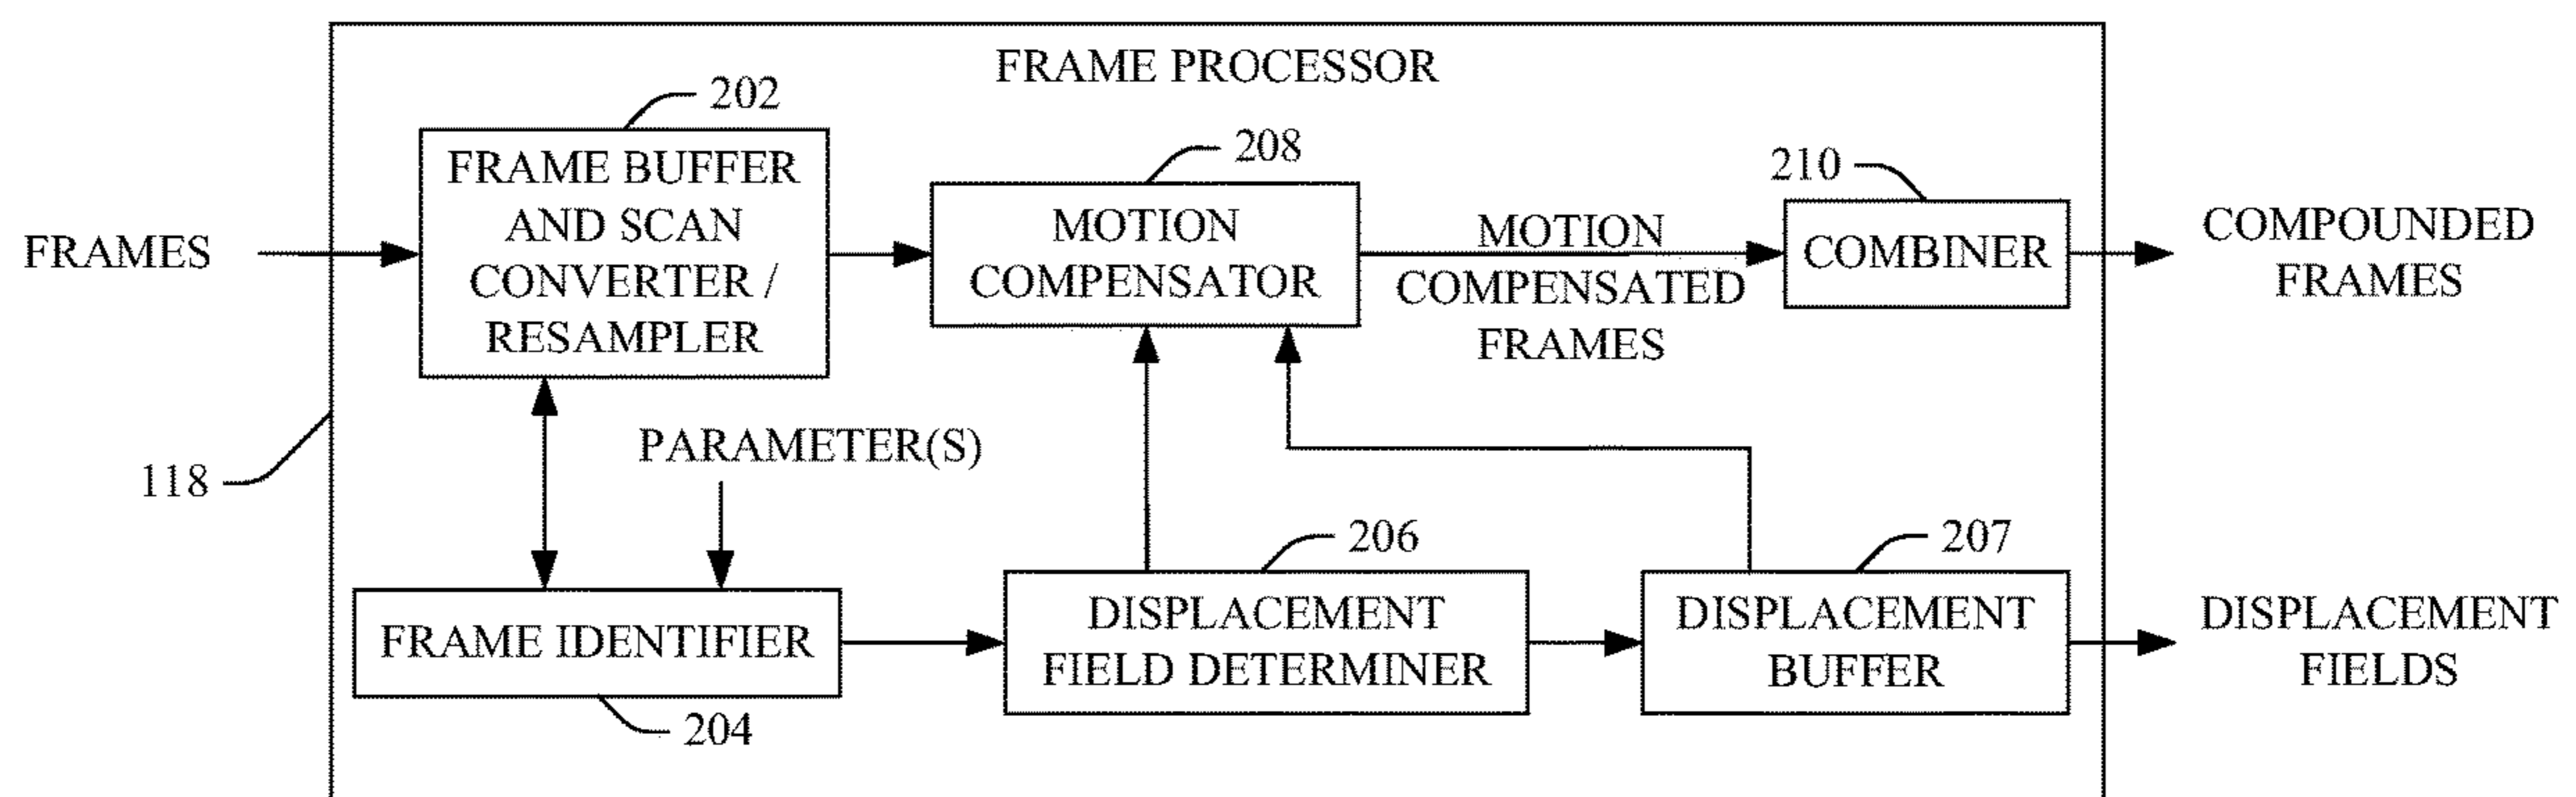 FRAME PROCESSOR
202
FRAME BUFFER
AND SCAN
CONVERTER /
RESAMPLER
208
MOTION
COMPENSATOR
210
COMBINER
FRAMES
MOTION
COMPENSATED
FRAMES
COMPOUNDED
FRAMES
118
PARAMETER(S)
FRAME IDENTIFIER
204
206
DISPLACEMENT
FIELD DETERMINER
207
DISPLACEMENT
BUFFER
DISPLACEMENT
FIELDS